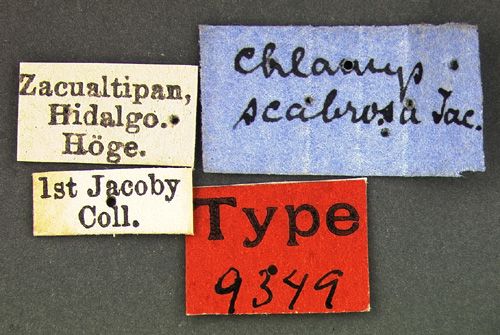 Zacualtipan,
Hidalgo.
Höge.
Chlamys
scabrosa Jac.
1st Jacoby
Coll.
Type
9349